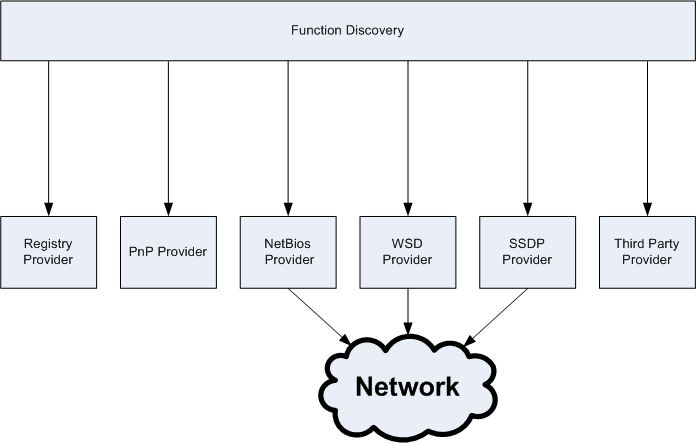 Function Discovery
Registry
Provider
PnP Provider
NetBios
Provider
WSD
Provider
SSDP
Provider
Third Party
Provider
Network